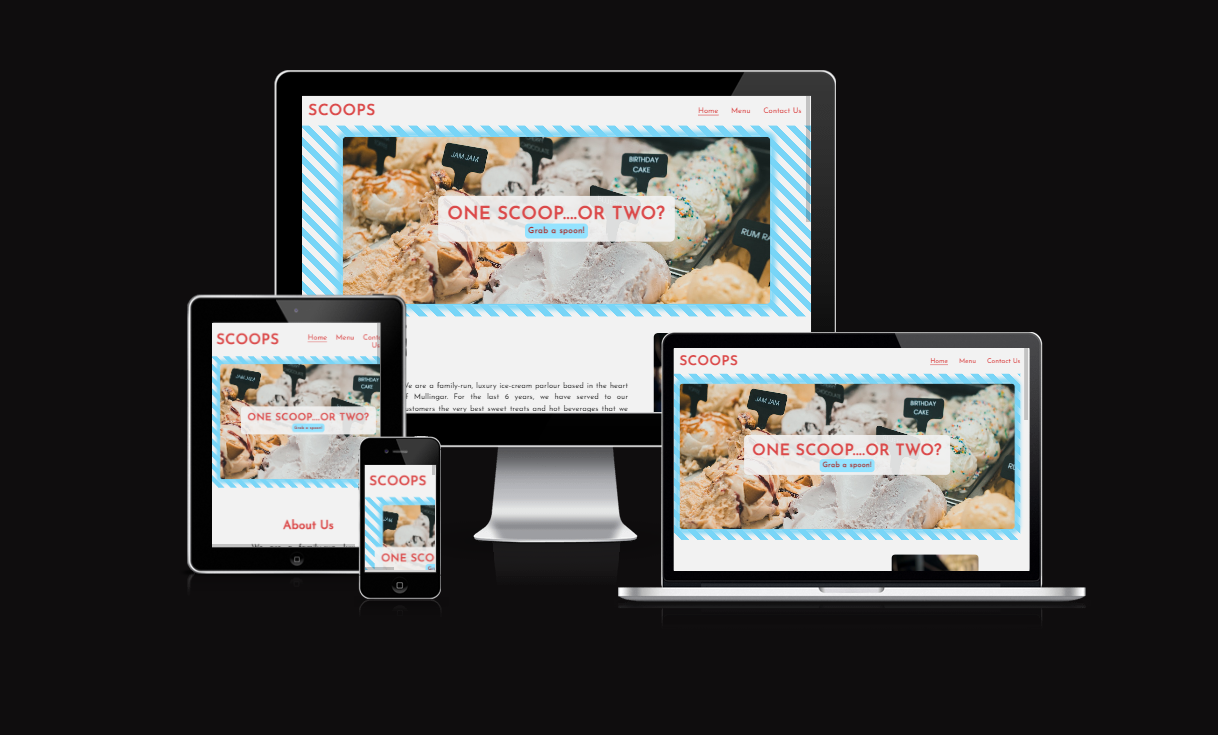 SCOOPS
Home Menu Contact Us
JAM JAM
BIRTHDAY
CAKE
RUM
ONE SCOOP....OR TWO?
Grab a spoon!
We are a family-run, luxury ice-cream parlour based in the heart
Mullingar. For the last 6 years, we have served to our
customers the very best sweet treats and hot beverages that we
SCOOPS
Home Menu Cont
Us
JAM JAM
BIRTHDAY
CAKE
ONE SCOOP....OR TWO?
Grab a spoon!
About Us
SCOOPS
JAM
ONE SCO
SCOOPS
Home Menu Contact Us
JAM JAM
BIRTHDAY
CAKE
ONE SCOOP....OR TWO?
Grab a spoon!